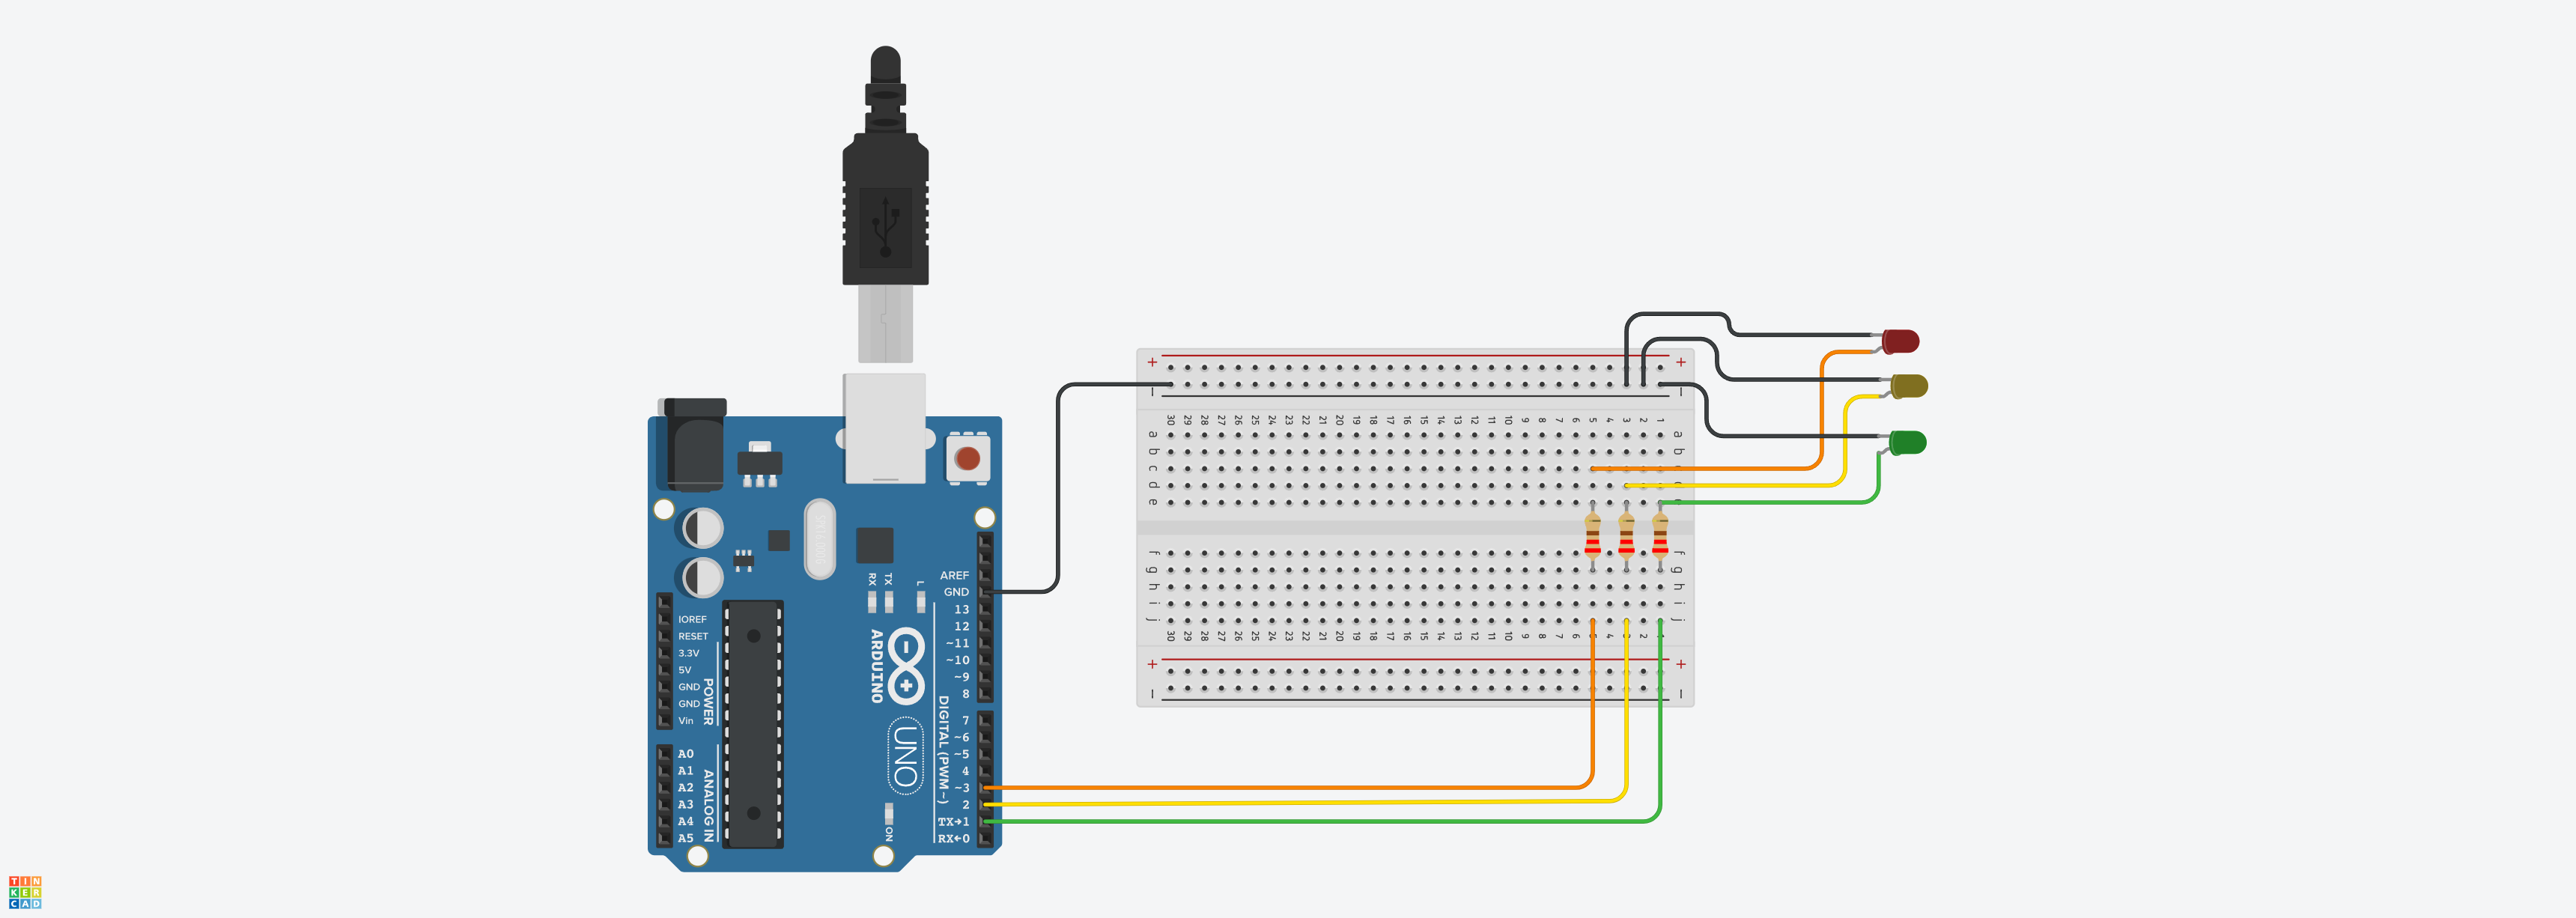 + +
− −
30 29 28 27 26 25 24 23 22 21 20 19 18 17 16 15 14 13 12 11 10 9 8 7 6 5 4 3 2 1
a a
b b
c
d
e
f f
g g
h h
i i
j j
30 29 28 27 26 25 24 23 22 21 20 19 18 17 16 15 14 13 12 11 10 9 8 7 6 5 4 3 2 1
+ +
− −
AREF
GND
13
12
~11
~10
~9
8
7
~6
~5
4
~3
2
TX→1
RX←0
DIGITAL (PWM~)
RX TX L
ARDUINO
UNO
ON
IOREF
RESET
3.3V
5V
GND
GND
Vin
POWER
A0
A1
A2
A3
A4
A5
ANALOG IN
TIN
KER
CAD